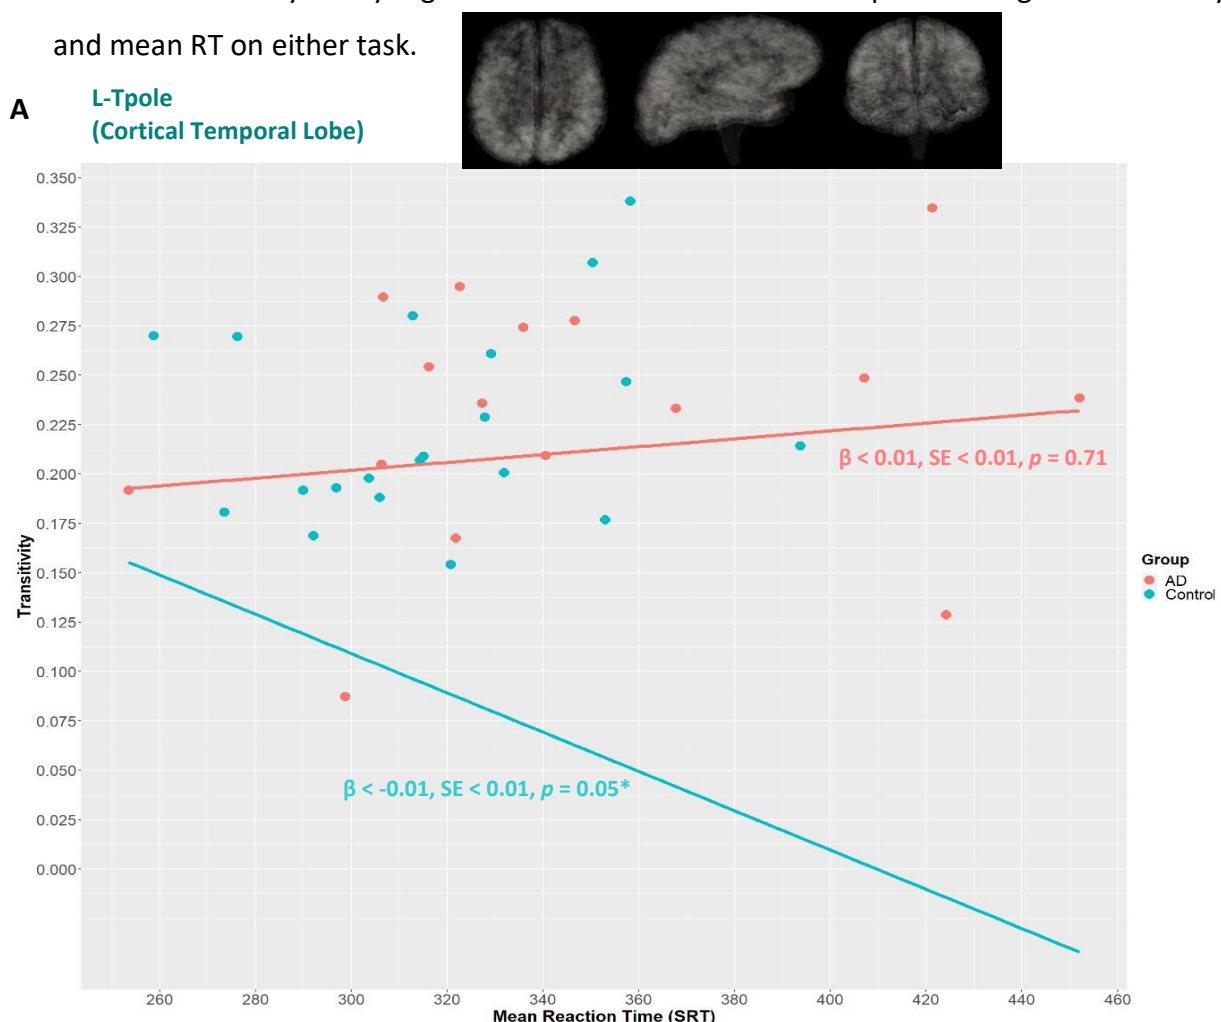 and mean RT on either task.
A
L-Tpole
(Cortical Temporal Lobe)
0.350
0.325
0.300
0.275
0.250
0.225
0.200
0.175
0.150
0.125
0.100
0.075
0.050
0.025
0.000
Transitivity
β < 0.01, SE < 0.01, p = 0.71
β < -0.01, SE < 0.01, p = 0.05*
Group
AD
Control
260 280 300 320 340 360 380 400 420 440 460
Mean Reaction Time (SRT)